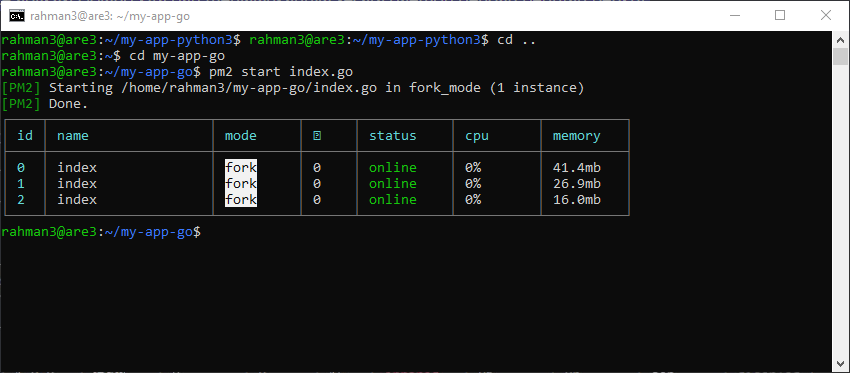 rahman3@are3: ~/my-app-go
rahman3@are3:~/my-app-python3$ rahman3@are3:~/my-app-python3$ cd ..
rahman3@are3:~$ cd my-app-go
rahman3@are3:~/my-app-go$ pm2 start index.go
[PM2] Starting /home/rahman3/my-app-go/index.go in fork_mode (1 instance)
[PM2] Done.
id name mode status cpu memory
0 index fork 0 online 0% 41.4mb
1 index fork 0 online 0% 26.9mb
2 index fork 0 online 0% 16.0mb
rahman3@are3:~/my-app-go$